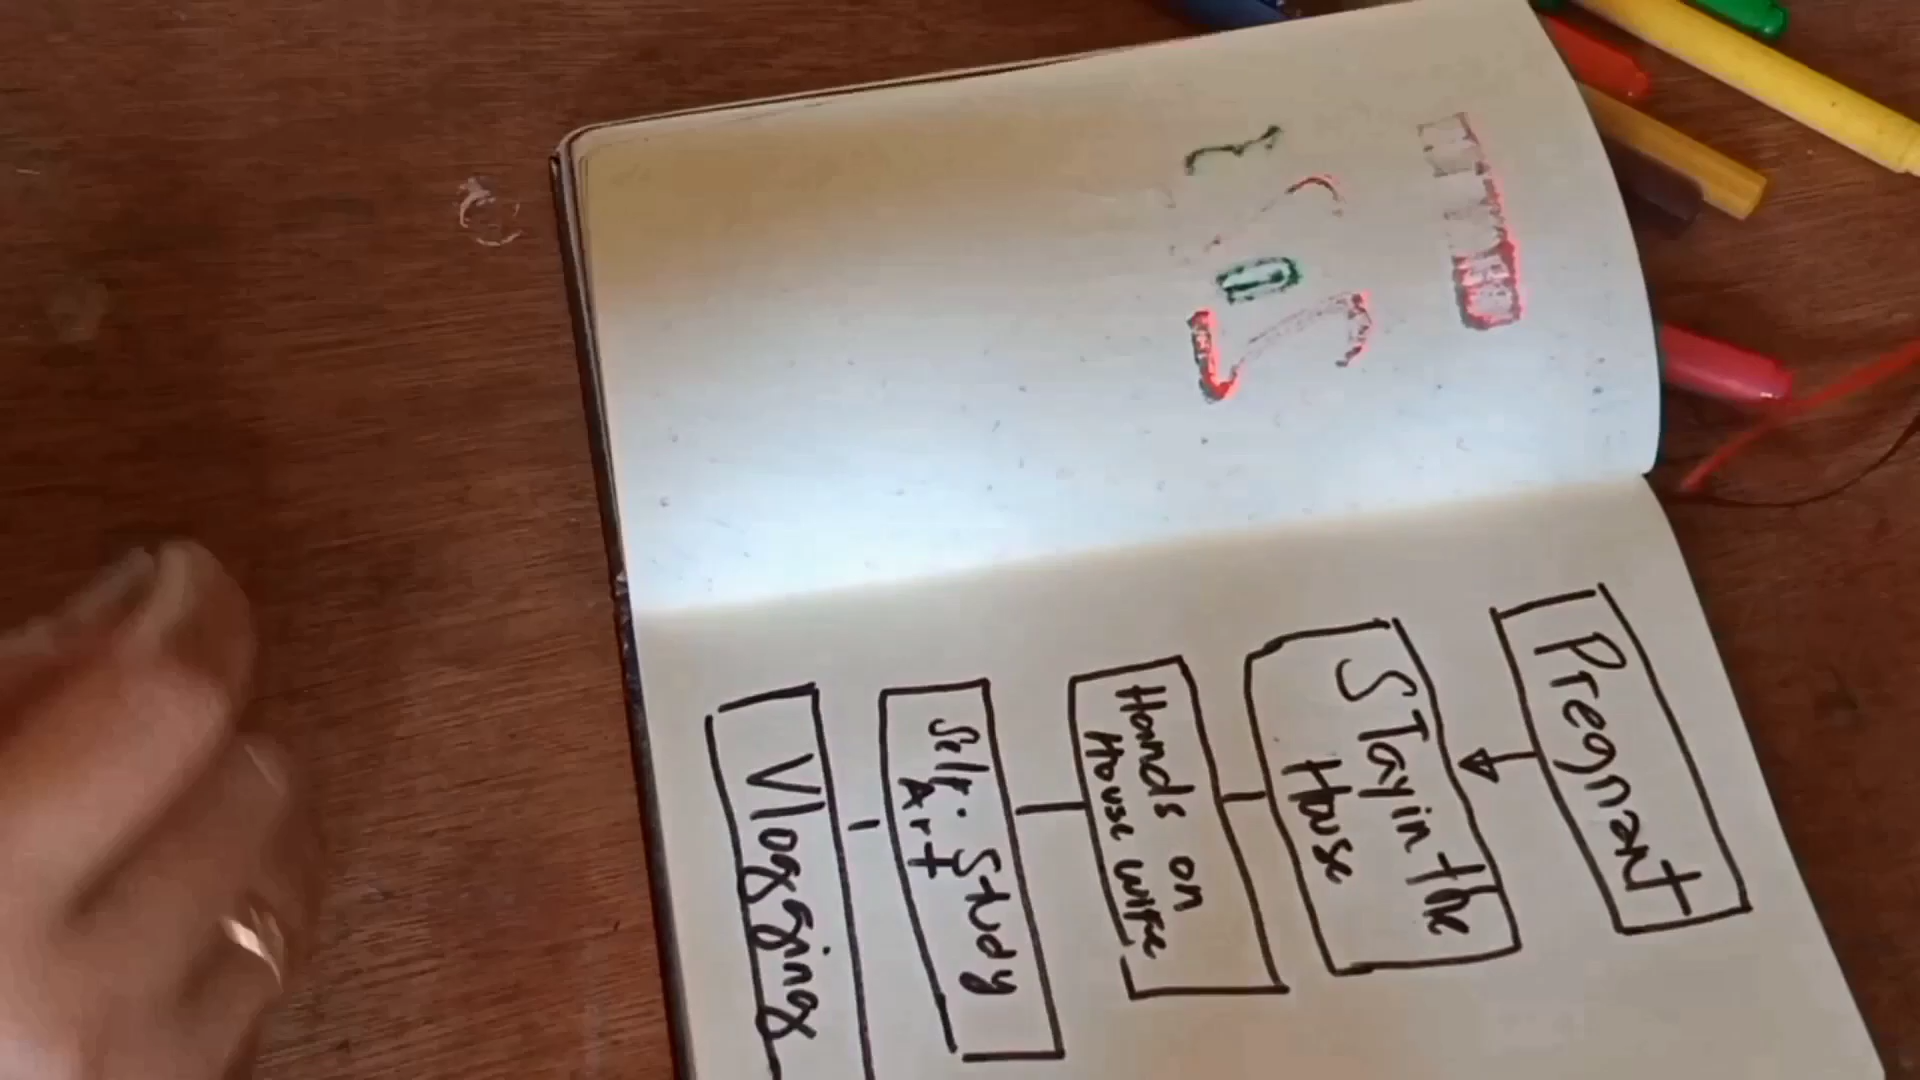 Pregnant
STay in the
House
Hands on
House wife
Self. Study
Art
Vlogging